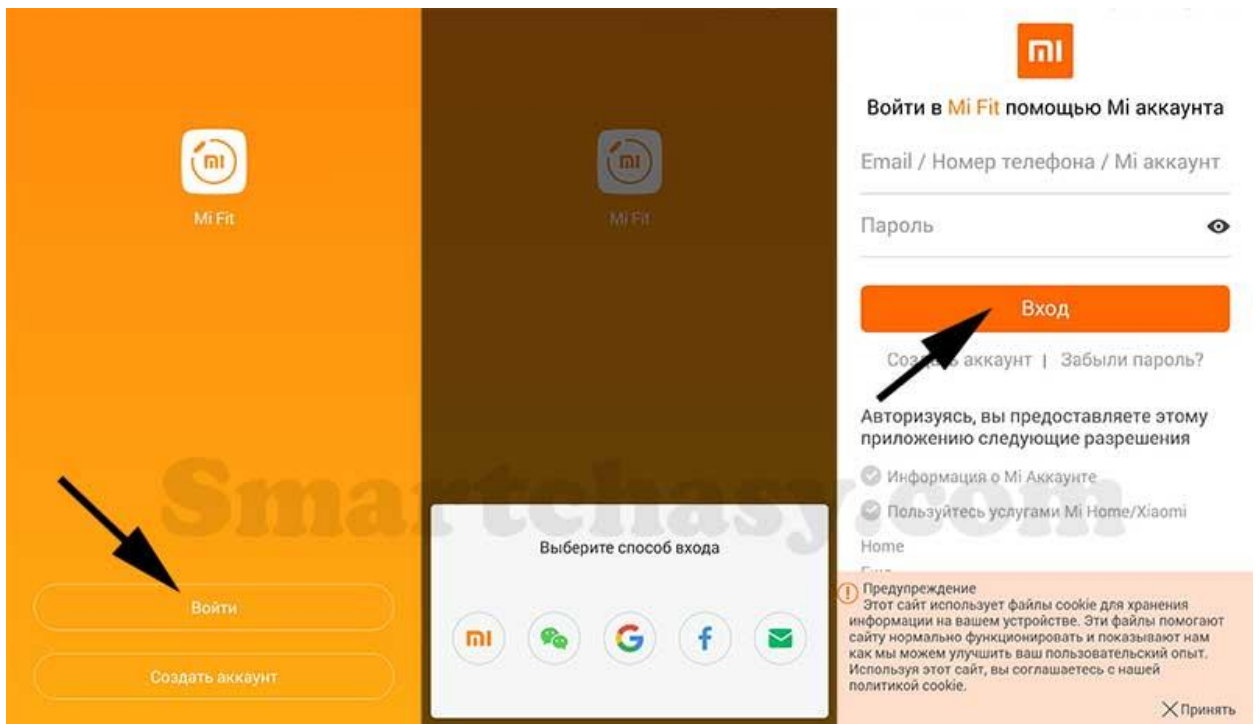 Mi Fit
Войти
Создать аккаунт
Mi Fit
Выберите способ входа
Войти в Mi Fit помощью Mi аккаунта
Email / Номер телефона / Mi аккаунт
Пароль
Вход
Создать аккаунт | Забыли пароль?
Авторизуясь, вы предоставляете этому
приложению следующие разрешения
Информация о Mi Аккаунте
Пользуйтесь услугами Mi Home/Xiaomi
Home
Предупреждение
Этот сайт использует файлы cookie для хранения
информации на вашем устройстве. Эти файлы помогают
сайту нормально функционировать и показывают нам
как мы можем улучшить ваш пользовательский опыт.
Используя этот сайт, вы соглашаетесь с нашей
политикой cookie.
Принять
Smartchasy.com